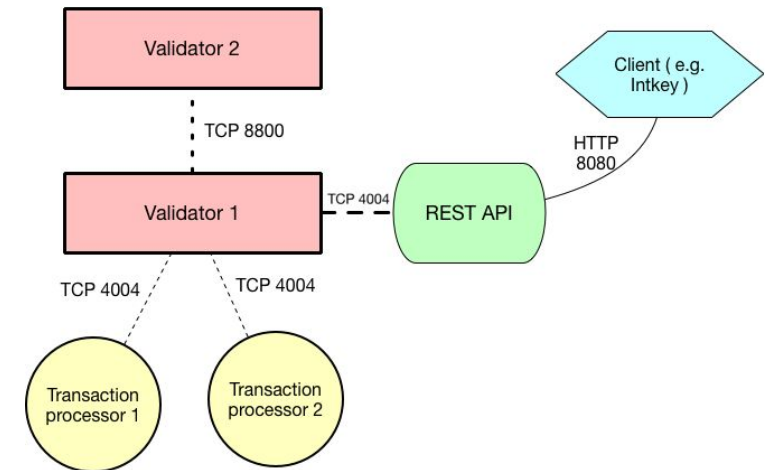 Validator 2
Client ( e.g.
Intkey )
TCP 8800
HTTP
8080
TCP 4004
Validator 1
REST API
TCP 4004
TCP 4004
Transaction
processor 1
Transaction
processor 2